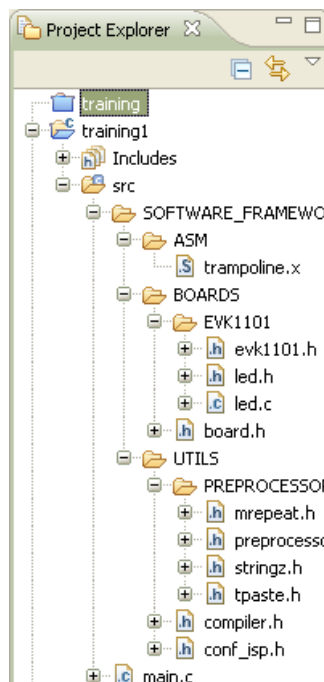 Project Explorer
training
training1
Includes
src
SOFTWARE_FRAMEWO
ASM
trampoline.x
BOARDS
EVK1101
evk1101.h
led.h
led.c
board.h
UTILS
PREPROCESSOR
mrepeat.h
preprocesso
stringz.h
tpaste.h
compiler.h
conf_isp.h
main.c